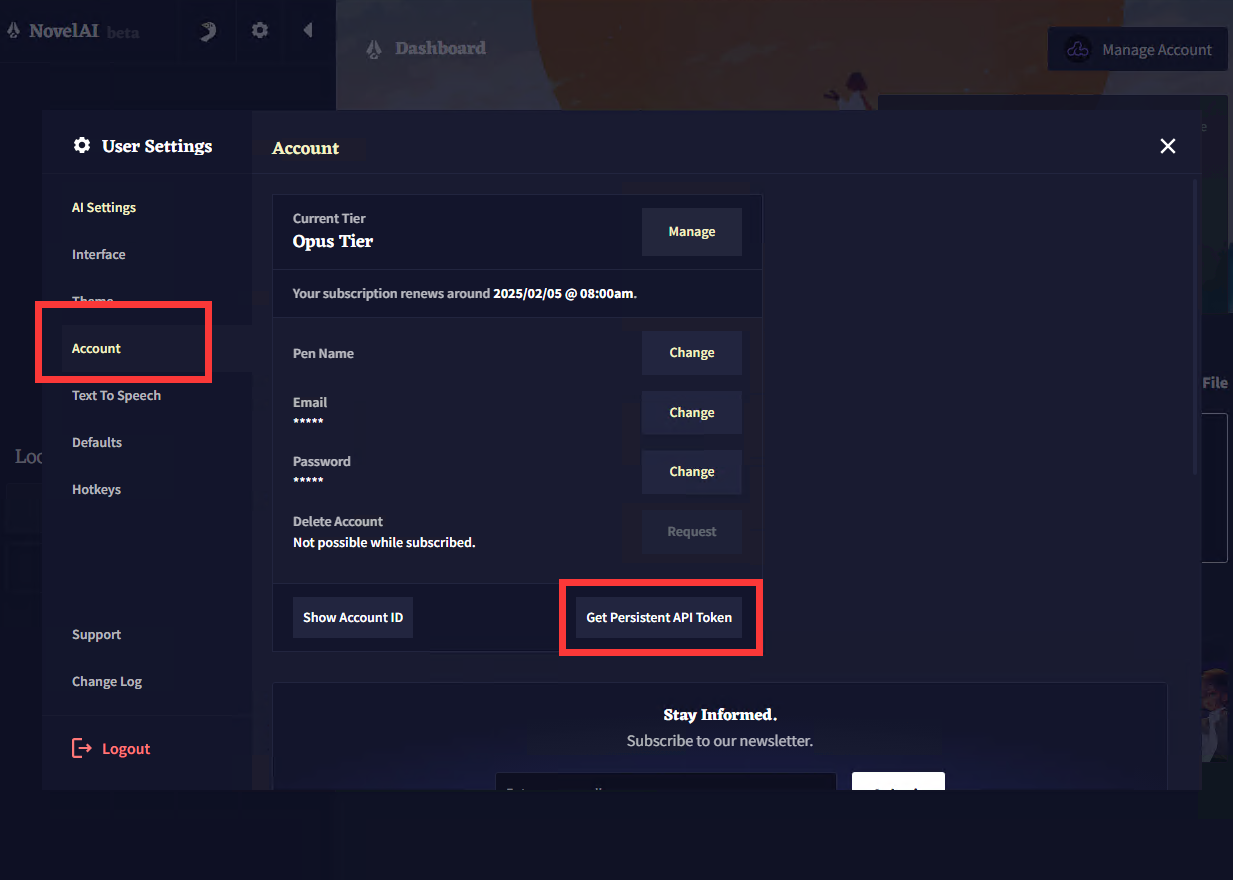 NovelAI beta
Dashboard
Manage Account
User Settings
Account
AI Settings
Interface
Theme
Account
Text To Speech
Defaults
Hotkeys
Support
Change Log
Logout
Current Tier
Opus Tier
Manage
Your subscription renews around 2025/02/05 @ 08:00am.
Pen Name
Change
Email
*****
Change
Password
*****
Change
Delete Account
Not possible while subscribed.
Request
Show Account ID
Get Persistent API Token
Stay Informed.
Subscribe to our newsletter.
File